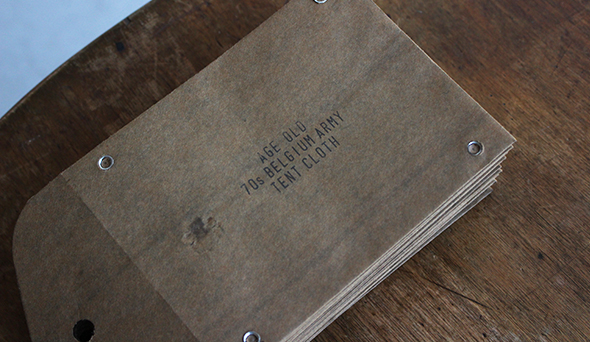 AGE OLD
70s BELGIUM ARMY
TENT CLOTH